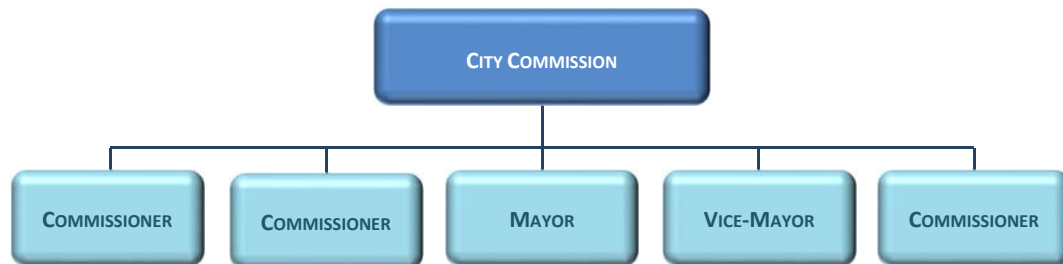 CITY COMMISSION
COMMISSIONER
COMMISSIONER
MAYOR
VICE-MAYOR
COMMISSIONER